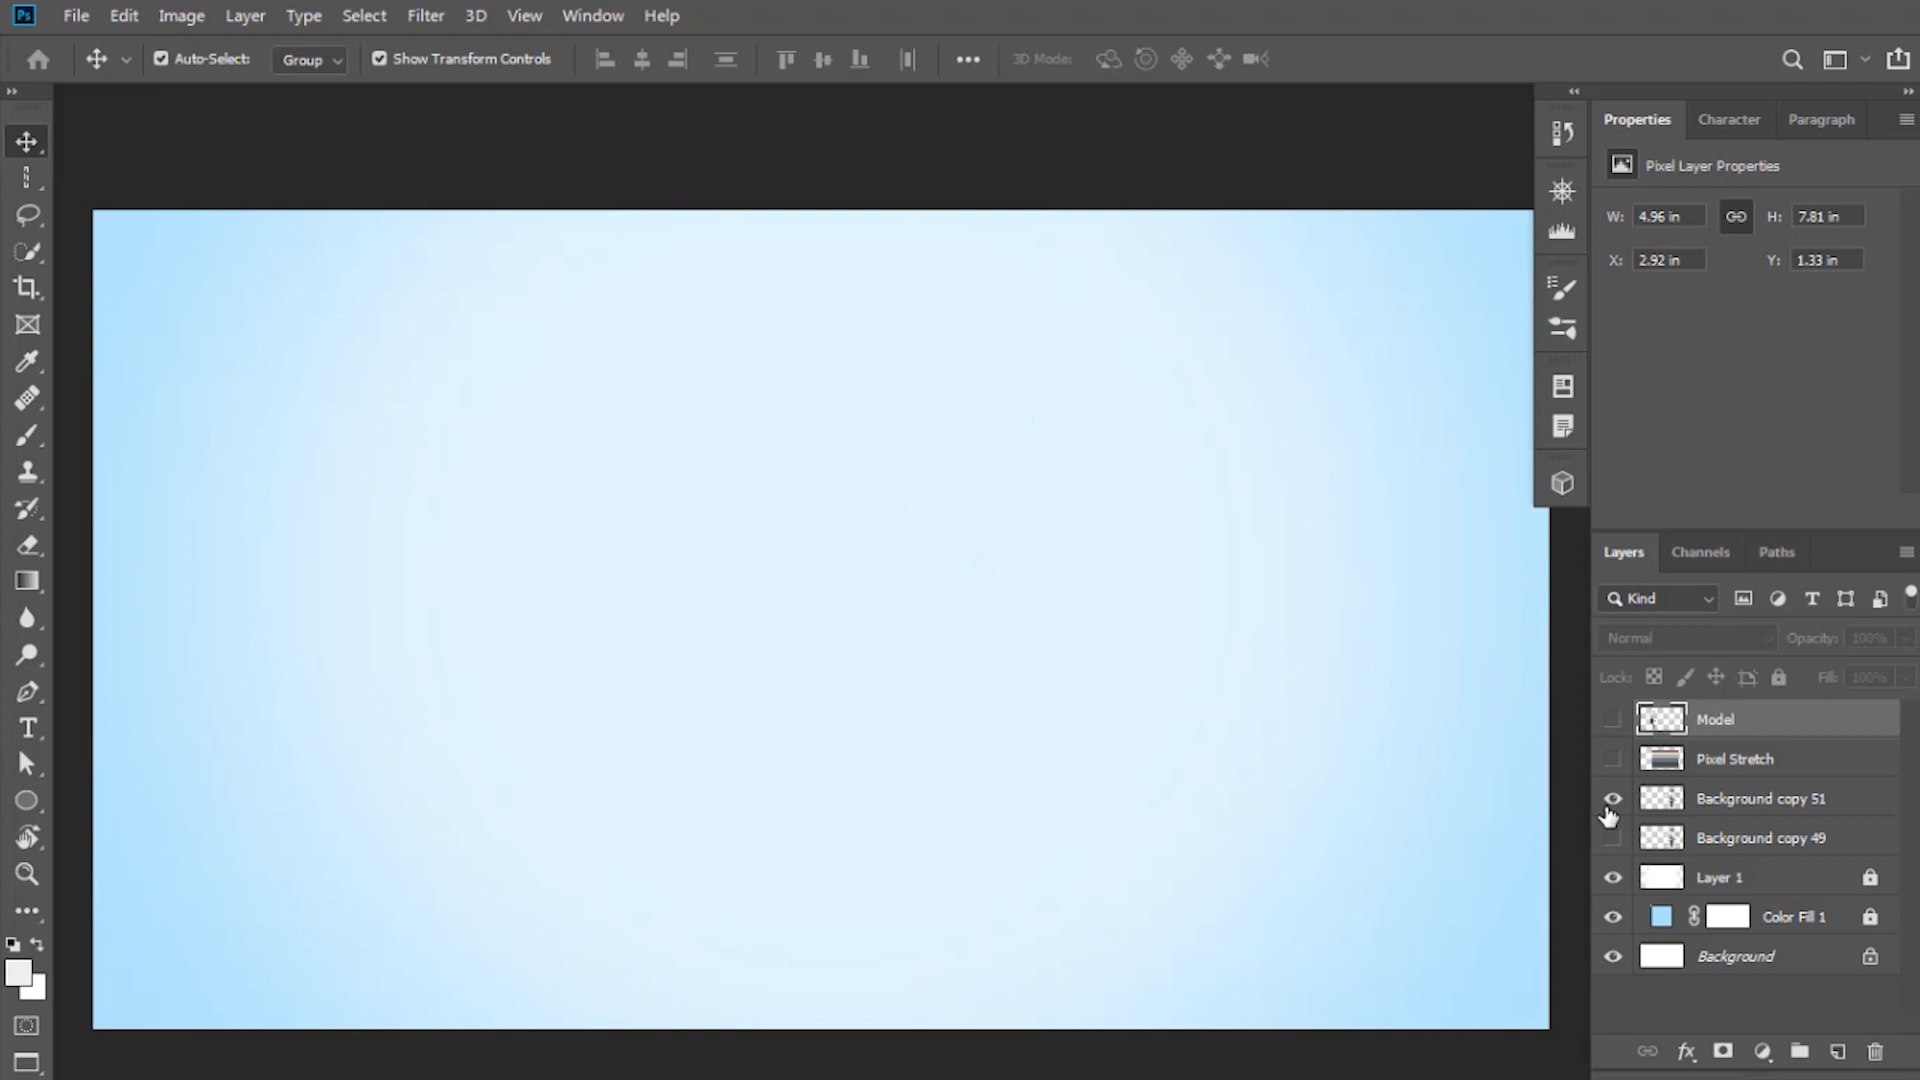 Ps File Edit Image Layer Type Select Filter 3D View Window Help
Auto-Select: Group Show Transform Controls 3D Mode:
Properties Character Paragraph
Pixel Layer Properties
W: 4.96 in H: 7.81 in
X: 2.92 in Y: 1.33 in
Layers Channels Paths
Kind
Normal Opacity: 100%
Lock: Fill: 100%
Model
Pixel Stretch
Background copy 51
Background copy 49
Layer 1
Color Fill 1
Background